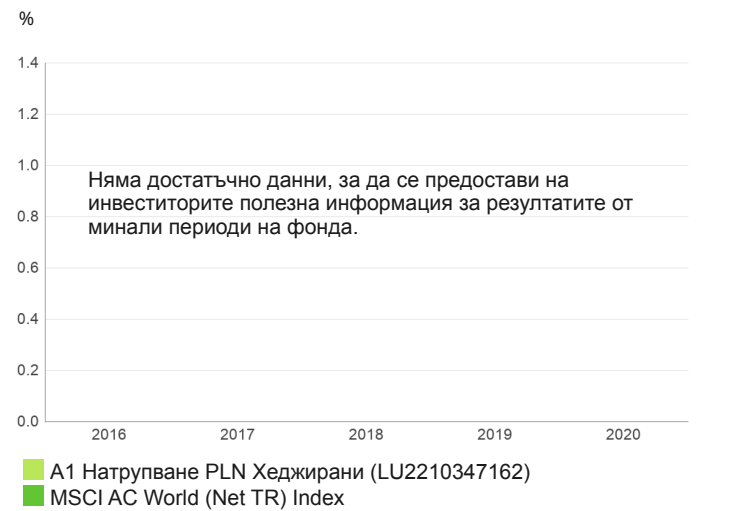 %
1.4
1.2
1.0
Няма достатъчно данни, за да се предостави на
инвеститорите полезна информация за резултатите от
минали периоди на фонда.
0.8
0.6
0.4
0.2
0.0
2016 2017 2018 2019 2020
А1 Натрупване PLN Хеджирани (LU2210347162)
MSCI AC World (Net TR) Index